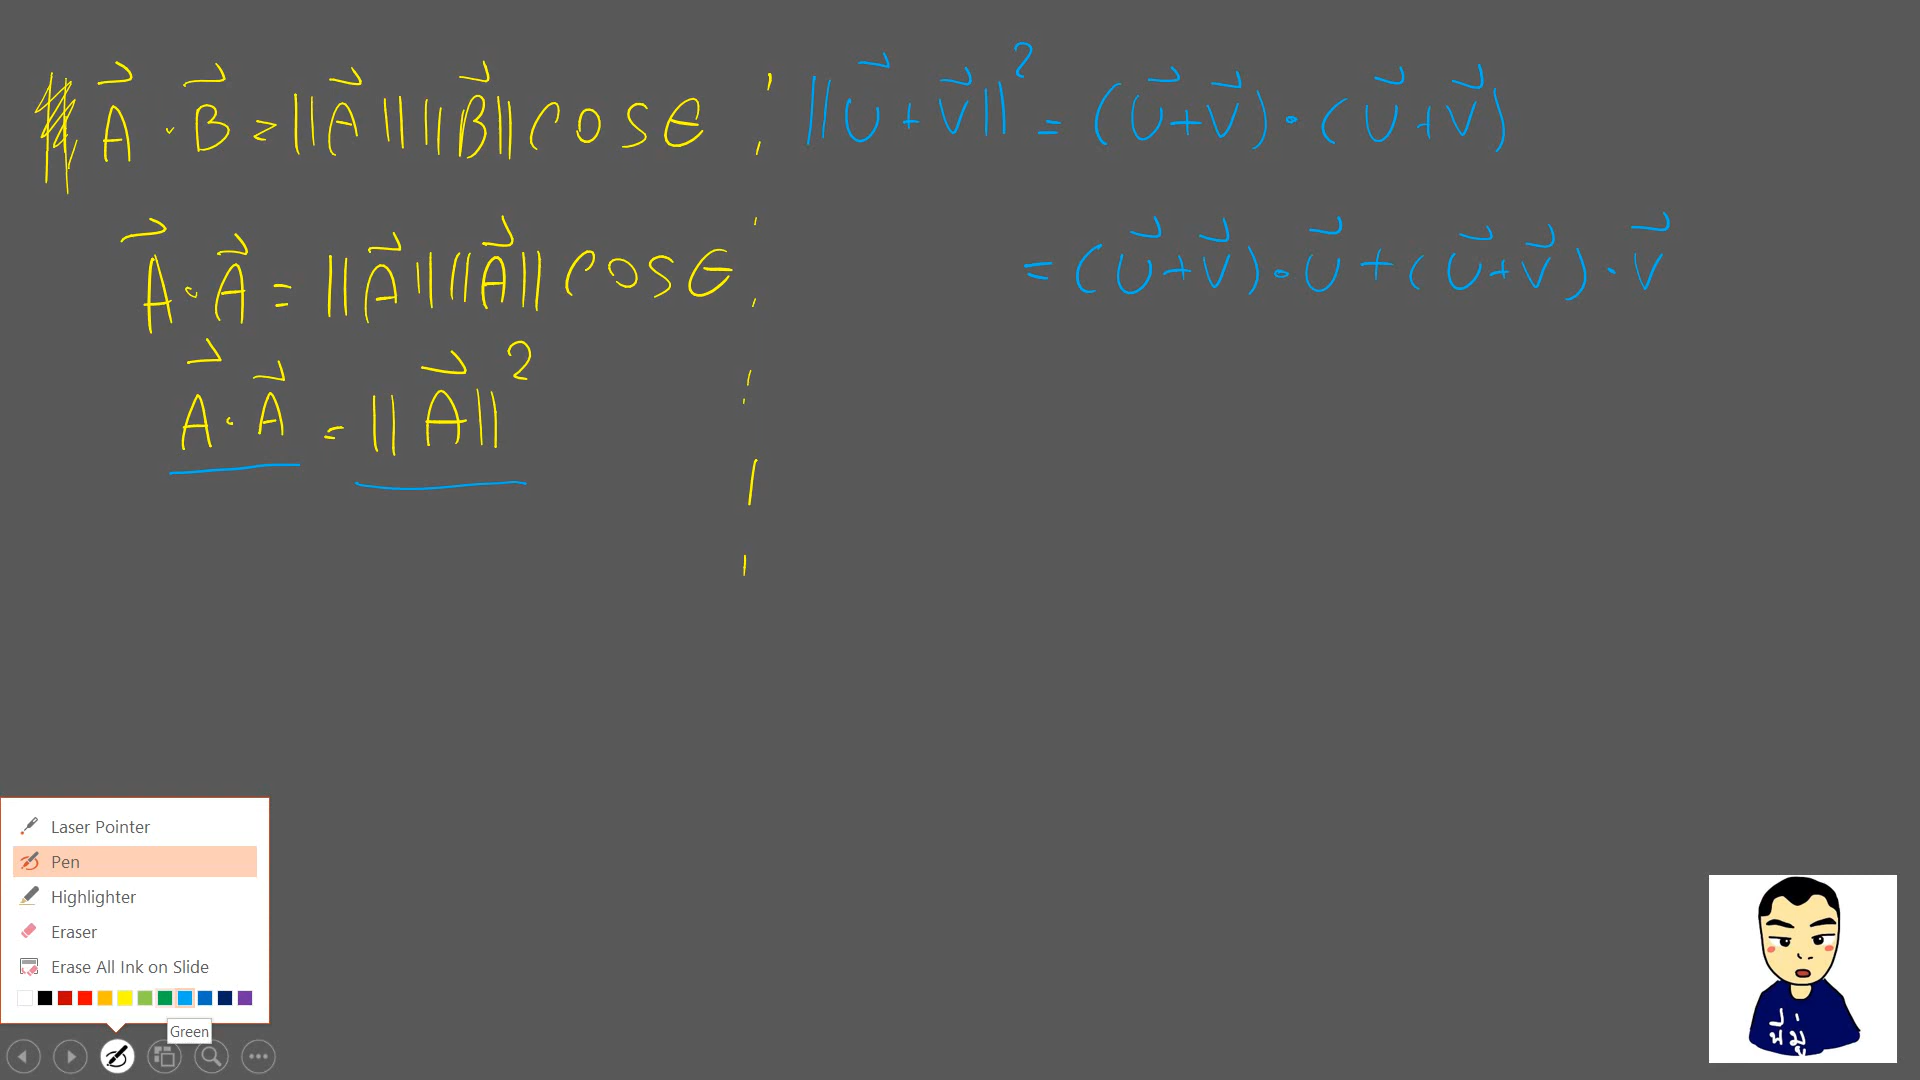 A⃗ · B⃗ = ||A⃗|| ||B⃗|| cos θ
A⃗ · A⃗ = ||A⃗|| ||A⃗|| cos θ
A⃗ · A⃗ = ||A⃗||²
||U⃗ + V⃗||² = (U⃗ + V⃗) · (U⃗ + V⃗)
= (U⃗ + V⃗) · U⃗ + (U⃗ + V⃗) · V⃗
Laser Pointer
Pen
Highlighter
Eraser
Erase All Ink on Slide
Green
พี่มู่